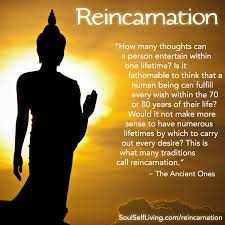 Reincarnation
"How many thoughts can
a person entertain within
one lifetime? Is it
fathomable to think that a
human being can fulfill
every wish within the 70
or 80 years of their life?
Would it not make more
sense to have numerous
lifetimes by which to carry
out every desire? This is
what many traditions
call reincarnation."
~ The Ancient Ones
SoulSelfLiving.com/reincarnation